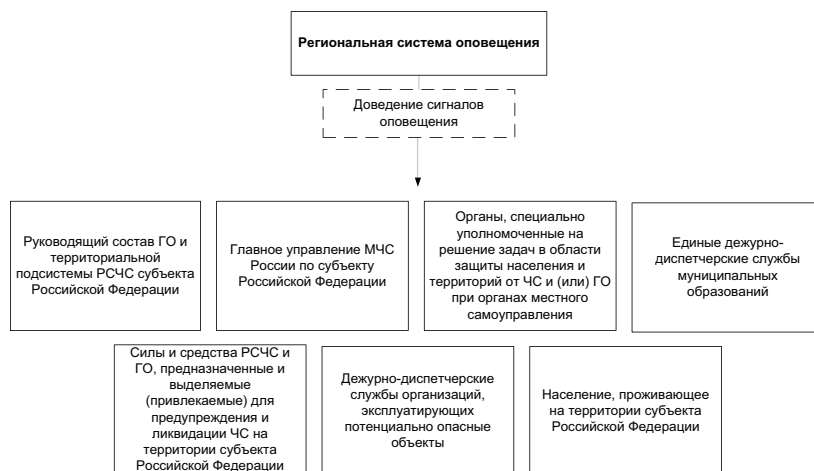 Региональная система оповещения
Доведение сигналов
оповещения
Руководящий состав ГО и
территориальной
подсистемы РСЧС субъекта
Российской Федерации
Главное управление МЧС
России по субъекту
Российской Федерации
Органы, специально
уполномоченные на
решение задач в области
защиты населения и
территорий от ЧС и (или) ГО
при органах местного
самоуправления
Единые дежурно-
диспетчерские службы
муниципальных
образований
Силы и средства РСЧС и
ГО, предназначенные и
выделяемые
(привлекаемые) для
предупреждения и
ликвидации ЧС на
территории субъекта
Российской Федерации
Дежурно-диспетчерские
службы организаций,
эксплуатирующих
потенциально опасные
объекты
Население, проживающее
на территории субъекта
Российской Федерации